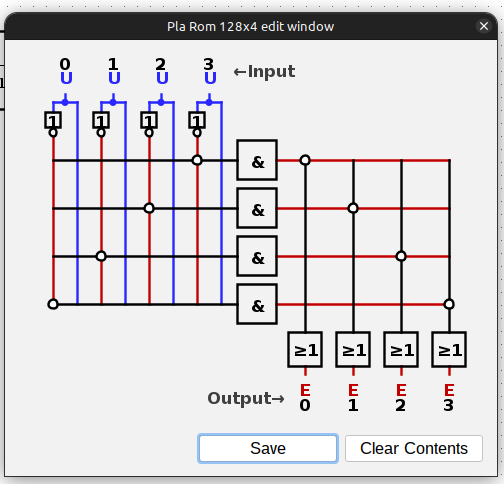 Pla Rom 128x4 edit window
0 1 2 3
U U U U ←Input
1 1 1 1
&
&
&
&
≥1 ≥1 ≥1 ≥1
E E E E
Output→
0 1 2 3
Save Clear Contents